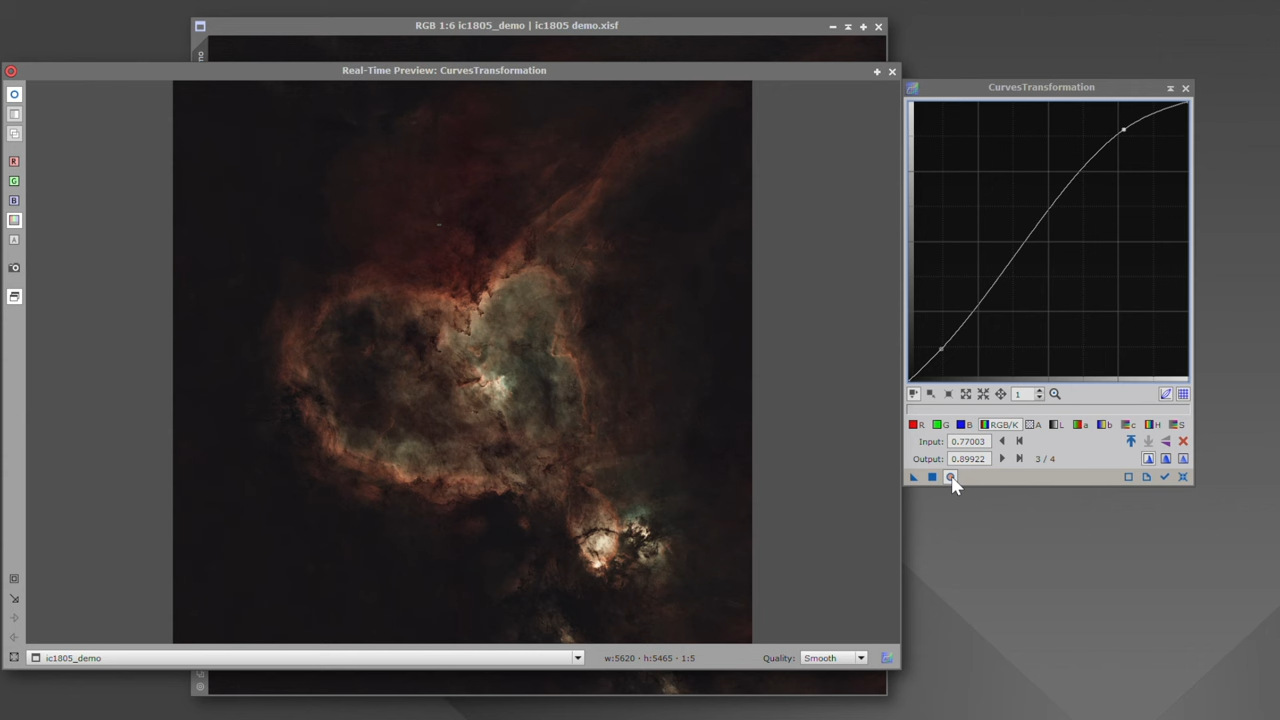 RGB 1:6 ic1805_demo | ic1805 demo.xisf
Real-Time Preview: CurvesTransformation
CurvesTransformation
R
G
B
A
1
R G B RGB/K A L a b c H S
Input: 0.77003
Output: 0.89922 3 / 4
ic1805_demo w:5620 · h:5465 · 1:5 Quality: Smooth